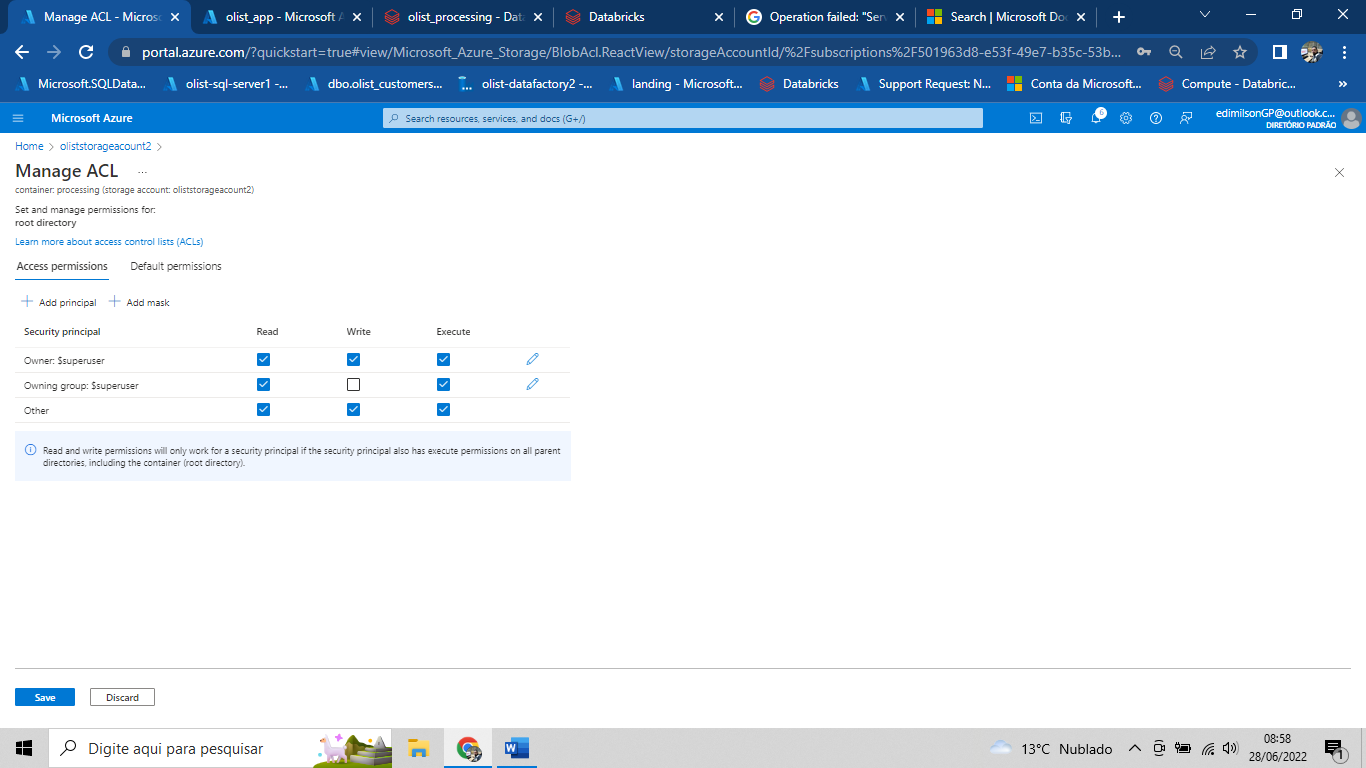 Manage ACL - Micros
olist_app - Microsoft A
olist_processing - Data
Databricks
Operation failed: "Serv
Search | Microsoft Do
portal.azure.com/?quickstart=true#view/Microsoft_Azure_Storage/BlobAcl.ReactView/storageAccountId/%2Fsubscriptions%2F501963d8-e53f-49e7-b35c-53b...
Microsoft.SQLData...
olist-sql-server1 -...
dbo.olist_customers...
olist-datafactory2 -...
landing - Microsoft...
Databricks
Support Request: N...
Conta da Microsoft...
Compute - Databric...
»
Microsoft Azure
Search resources, services, and docs (G+/)
6
edimilsonGP@outlook.c...
DIRETÓRIO PADRÃO
Home > oliststorageacount2 >
Manage ACL ...
container: processing (storage account: oliststorageacount2)
Set and manage permissions for:
root directory
Learn more about access control lists (ACLs)
Access permissions Default permissions
Add principal Add mask
Security principal Read Write Execute
Owner: $superuser
Owning group: $superuser
Other
Read and write permissions will only work for a security principal if the security principal also has execute permissions on all parent
directories, including the container (root directory).
Save Discard
Digite aqui para pesquisar
13°C Nublado
08:58
28/06/2022
1